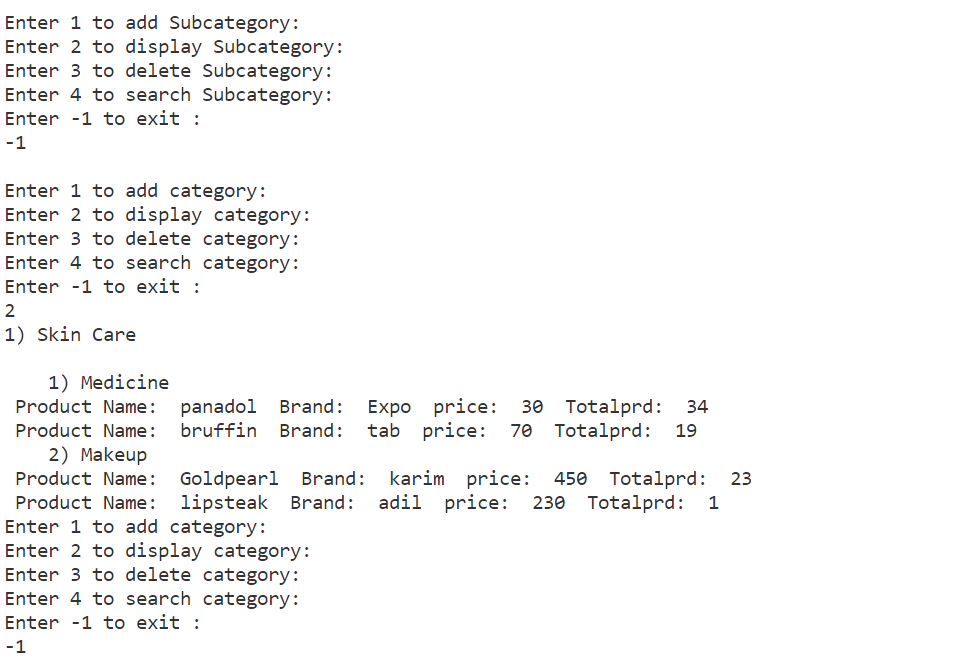 Enter 1 to add Subcategory:
Enter 2 to display Subcategory:
Enter 3 to delete Subcategory:
Enter 4 to search Subcategory:
Enter -1 to exit :
-1
Enter 1 to add category:
Enter 2 to display category:
Enter 3 to delete category:
Enter 4 to search category:
Enter -1 to exit :
2
1) Skin Care
1) Medicine
Product Name:  panadol  Brand:  Expo  price:  30  Totalprd:  34
Product Name:  bruffin  Brand:  tab  price:  70  Totalprd:  19
2) Makeup
Product Name:  Goldpearl  Brand:  karim  price:  450  Totalprd:  23
Product Name:  lipsteak  Brand:  adil  price:  230  Totalprd:  1
Enter 1 to add category:
Enter 2 to display category:
Enter 3 to delete category:
Enter 4 to search category:
Enter -1 to exit :
-1